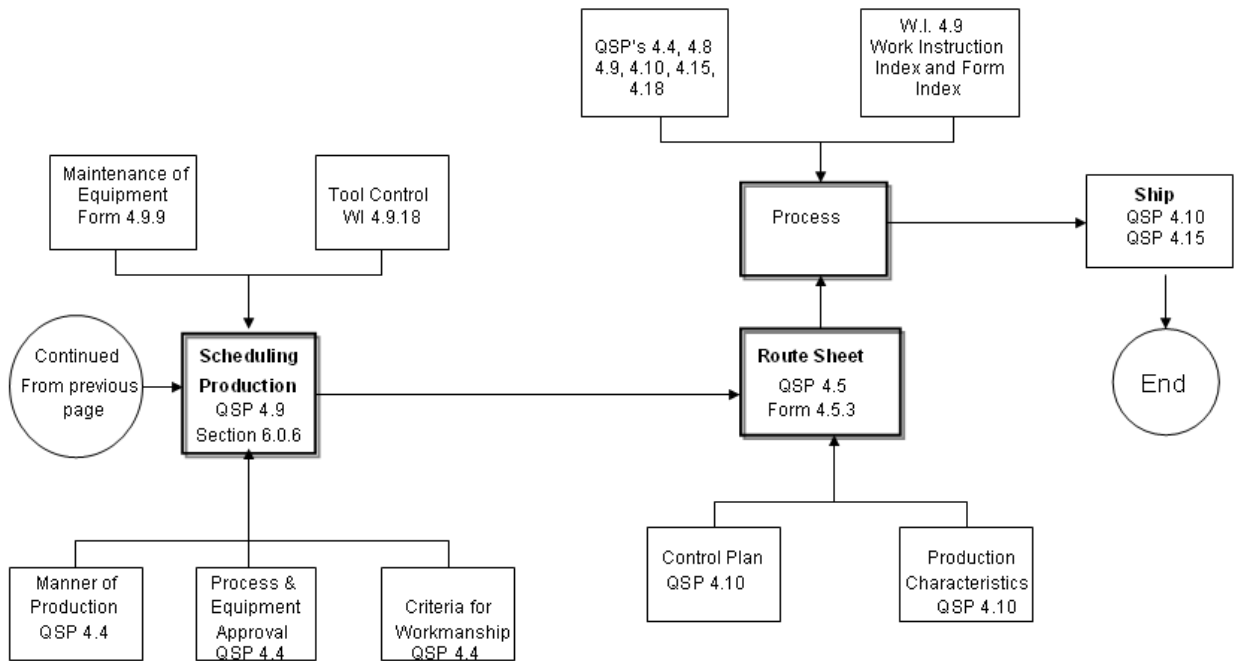 QSP's 4.4, 4.8
4.9, 4.10, 4.15,
4.18
W.I. 4.9
Work Instruction
Index and Form
Index
Maintenance of
Equipment
Form 4.9.9
Tool Control
WI 4.9.18
Process
Ship
QSP 4.10
QSP 4.15
Continued
From previous
page
Scheduling
Production
QSP 4.9
Section 6.0.6
Route Sheet
QSP 4.5
Form 4.5.3
End
Manner of
Production
QSP 4.4
Process &
Equipment
Approval
QSP 4.4
Criteria for
Workmanship
QSP 4.4
Control Plan
QSP 4.10
Production
Characteristics
QSP 4.10